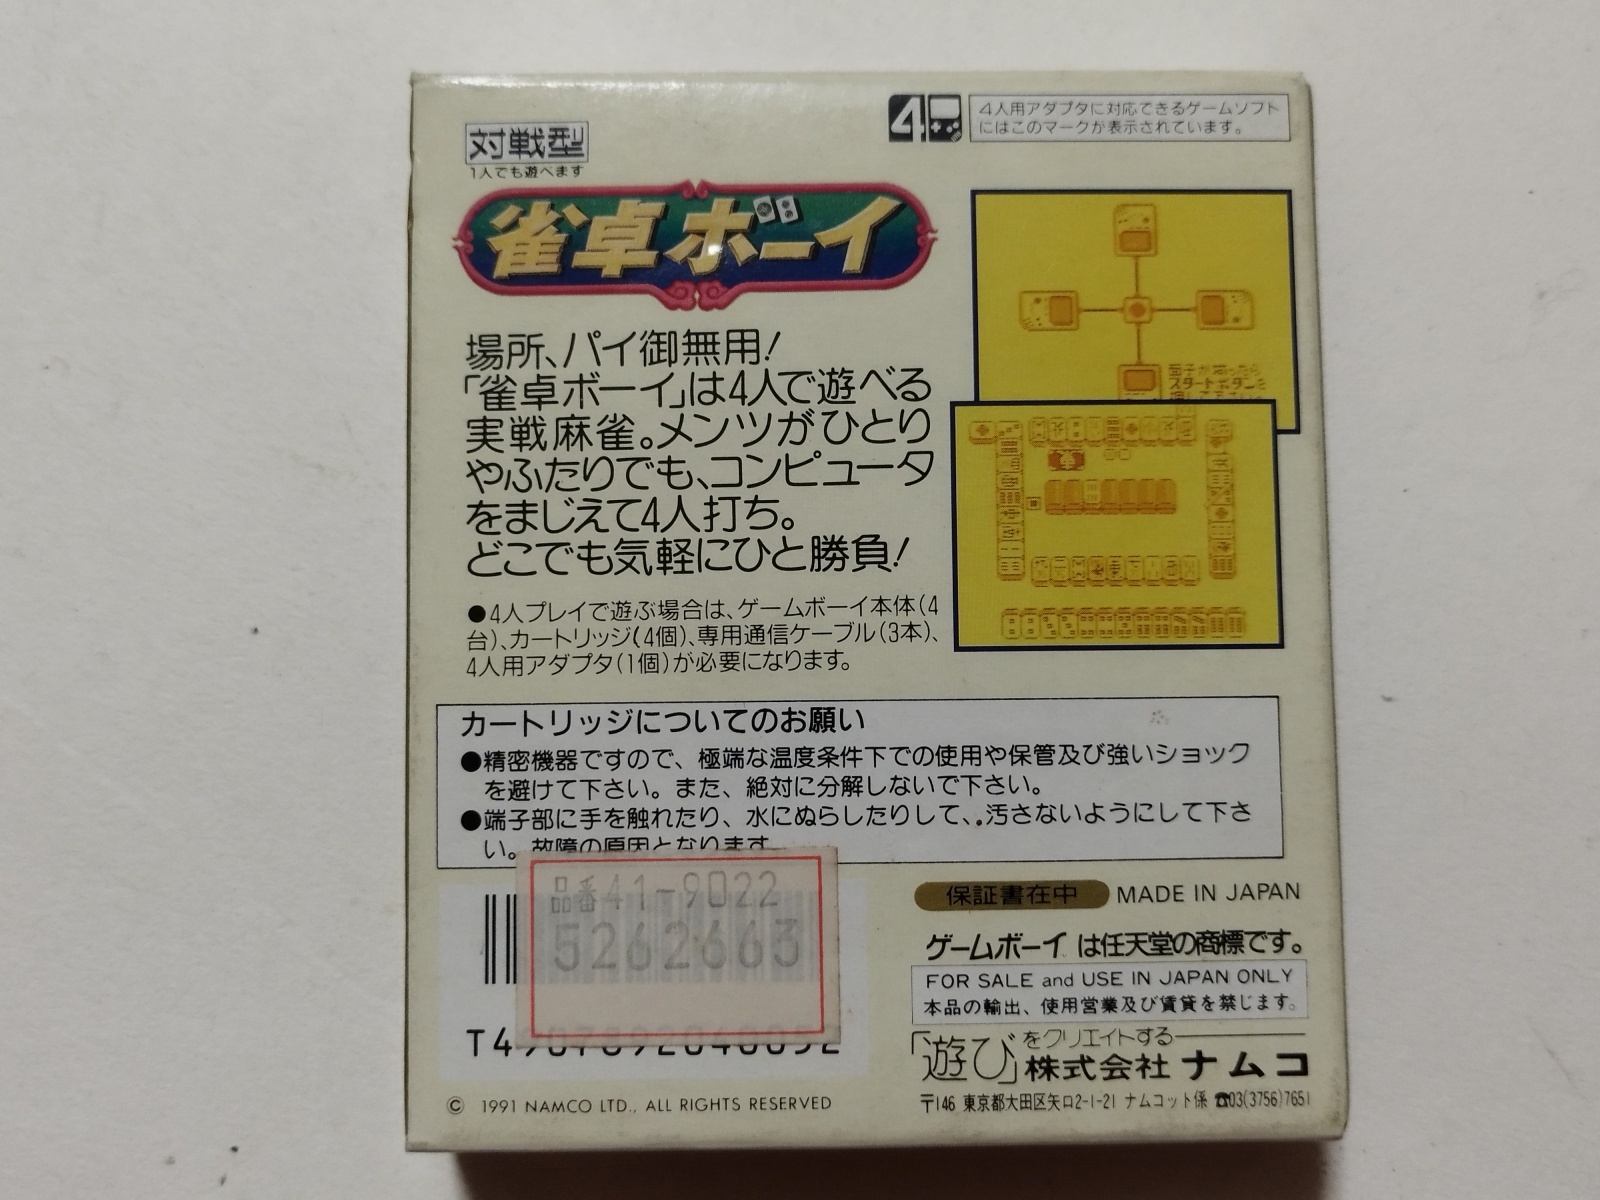 4人用アダプタに対応できるゲームソフト
にはこのマークが表示されています。
対戦型
1人でも遊べます
雀卓ボーイ
場所、パイ御無用!
「雀卓ボーイ」は4人で遊べる
実戦麻雀。メンツがひとり
やふたりでも、コンピュータ
をまじえて4人打ち。
どこでも気軽にひと勝負!
●4人プレイで遊ぶ場合は、ゲームボーイ本体(4
台)、カートリッジ(4個)、専用通信ケーブル(3本)、
4人用アダプタ(1個)が必要になります。
スタートボタンを
カートリッジについてのお願い
●精密機器ですので、極端な温度条件下での使用や保管及び強いショック
を避けて下さい。また、絶対に分解しないで下さい。
●端子部に手を触れたり、水にぬらしたりして、汚さないようにして下さ
い。故障の原因となります。
品番41-9022
5262663
保証書在中 MADE IN JAPAN
ゲームボーイは任天堂の商標です。
FOR SALE and USE IN JAPAN ONLY
本品の輸出、使用営業及び賃貸を禁じます。
「遊び」をクリエイトする
株式会社ナムコ
〒146 東京都大田区矢口2-1-21 ナムコット係 ☎03(3756)7651
© 1991 NAMCO LTD., ALL RIGHTS RESERVED